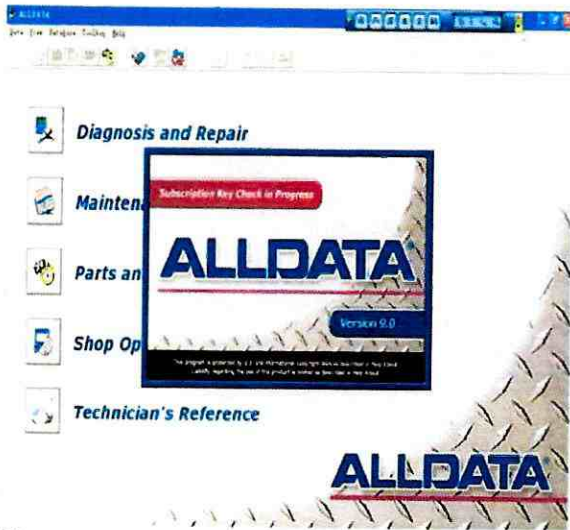 ALLDATA
Diagnosis and Repair
Mainten
Parts an
Shop Op
Technician's Reference
Subscription Key Check in Progress
ALLDATA
Version 9.0
ALLDATA